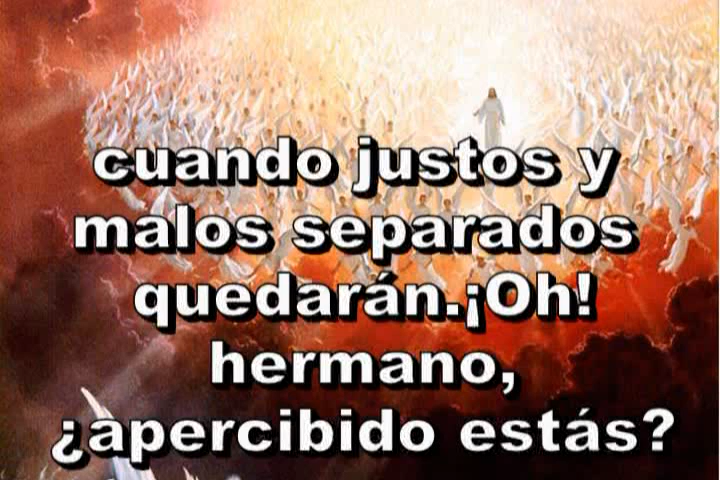 cuando justos y
malos separados
quedarán.¡Oh!
hermano,
¿apercibido estás?